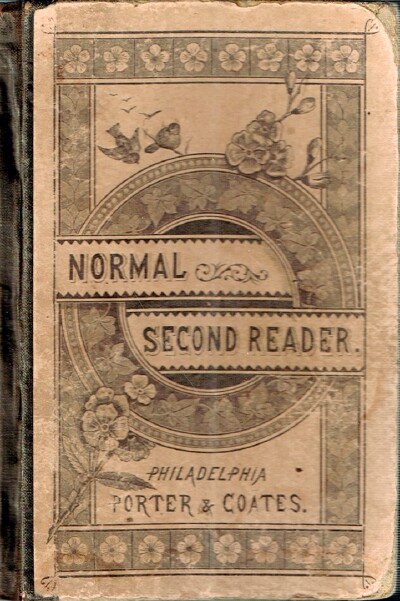 NORMAL
SECOND READER.
PHILADELPHIA
PORTER & COATES.